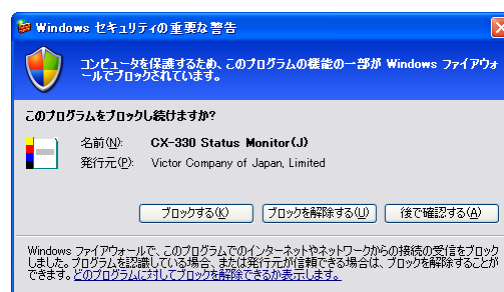 Windows セキュリティの重要な警告
コンピュータを保護するため、このプログラムの機能の一部が Windows ファイアウォ
ールでブロックされています。
このプログラムをブロックし続けますか?
名前(N): CX-330 Status Monitor(J)
発行元(P): Victor Company of Japan, Limited
ブロックする(K) ブロックを解除する(U) 後で確認する(A)
Windows ファイアウォールで、このプログラムでのインターネットやネットワークからの接続の受信をブロック
しました。プログラムを認識している場合、または発行元が信頼できる場合は、ブロックを解除することが
できます。どのプログラムに対してブロックを解除できるか表示します。